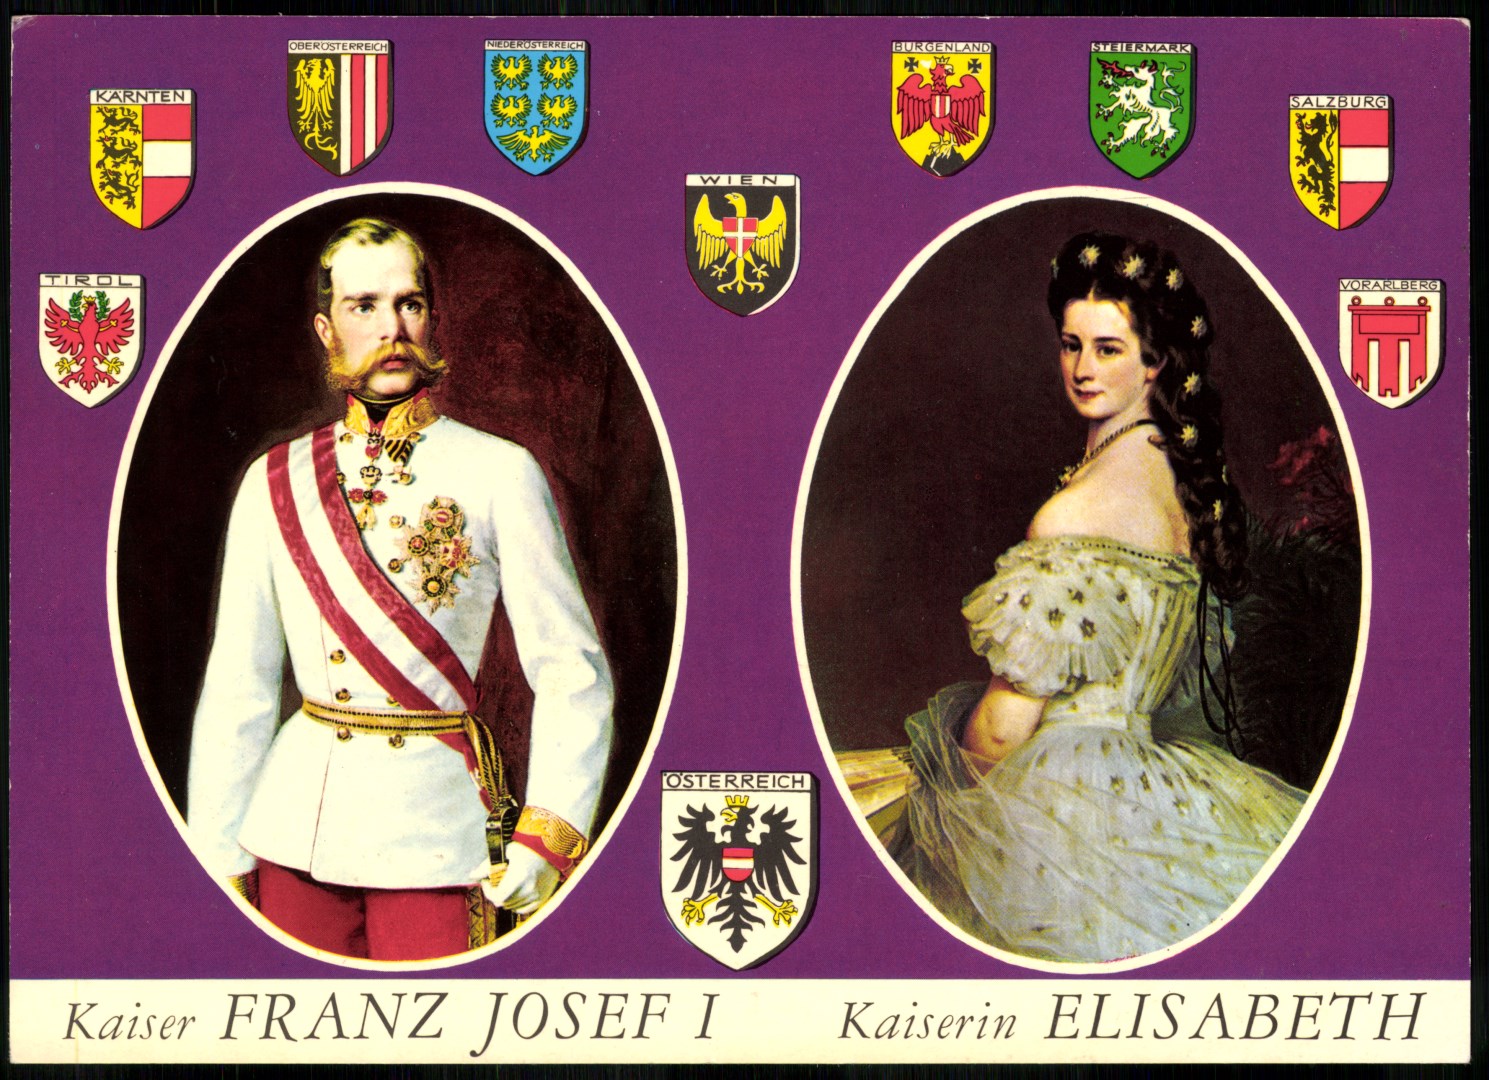 OBERÖSTERREICH
NIEDERÖSTERREICH
BURGENLAND
STEIERMARK
KÄRNTEN
SALZBURG
WIEN
TIROL
VORARLBERG
ÖSTERREICH
Kaiser FRANZ JOSEF I
Kaiserin ELISABETH